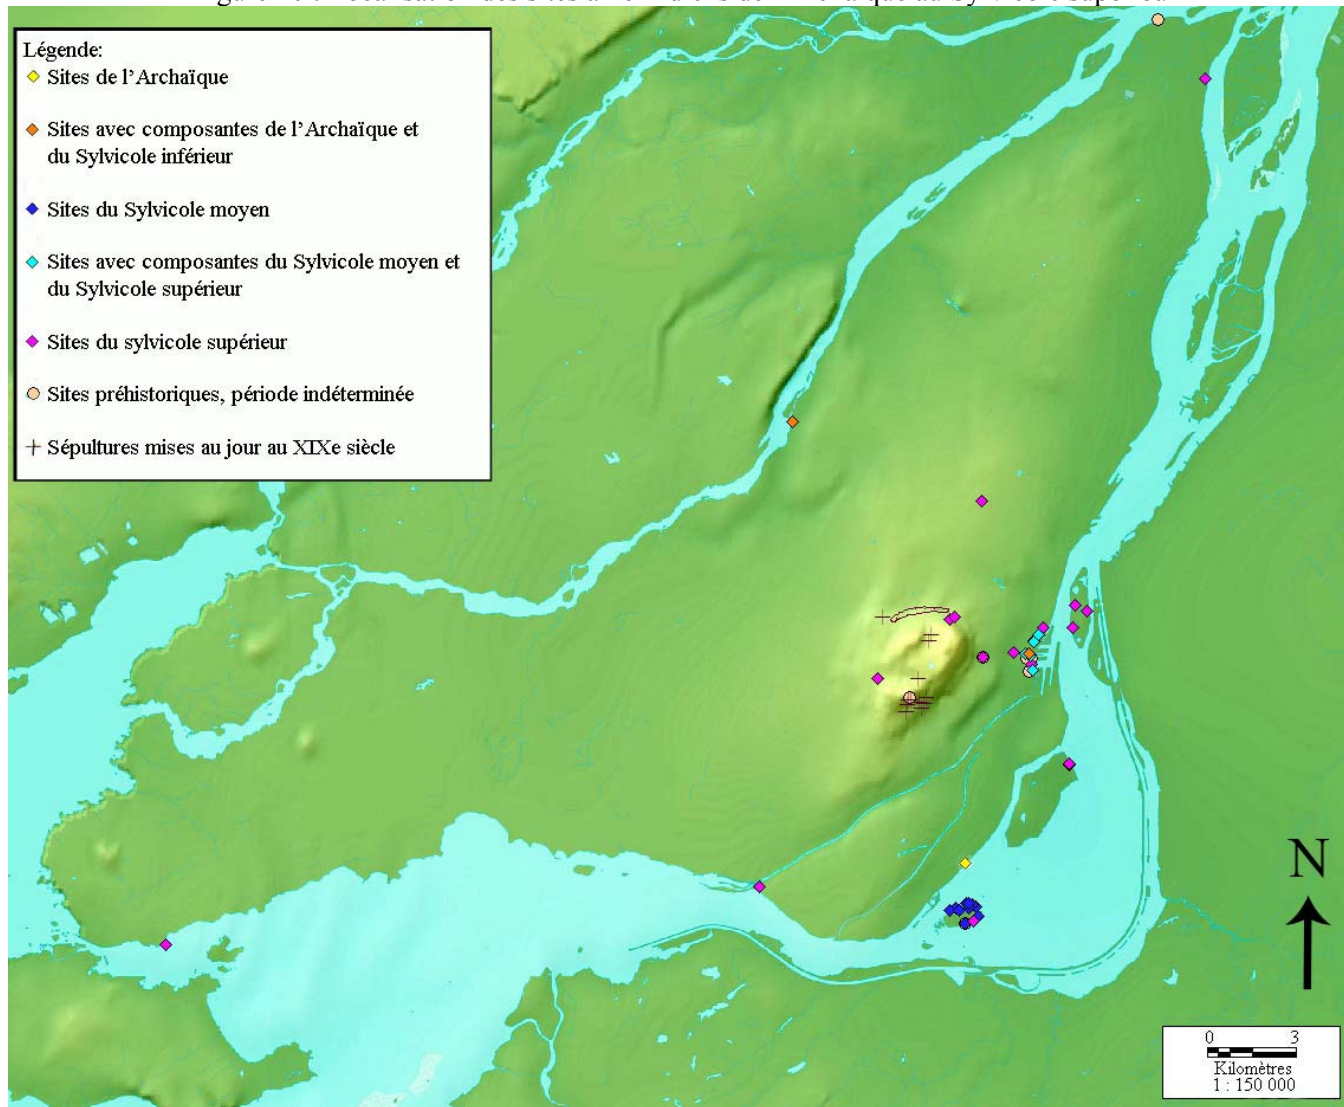 Légende:
Sites de l'Archaïque
Sites avec composantes de l'Archaïque et
du Sylvicole inférieur
Sites du Sylvicole moyen
Sites avec composantes du Sylvicole moyen et
du Sylvicole supérieur
Sites du sylvicole supérieur
Sites préhistoriques, période indéterminée
Sépultures mises au jour au XIXe siècle
N
0 3
Kilomètres
1 : 150 000